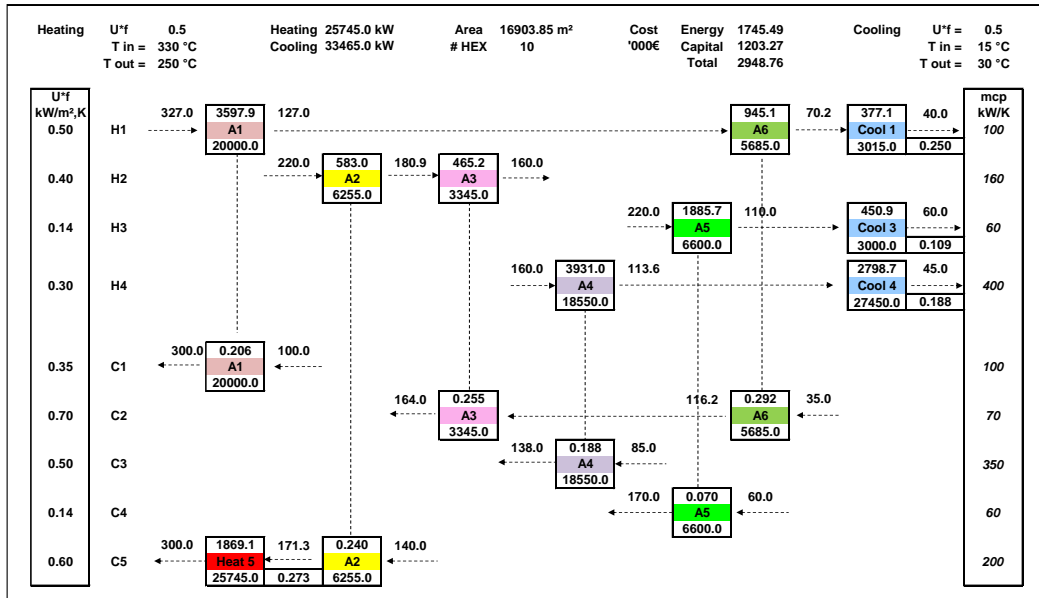 Heating U*f 0.5 Heating 25745.0 kW Area 16903.85 m² Cost Energy 1745.49 Cooling U*f = 0.5
T in = 330 °C Cooling 33465.0 kW # HEX 10 '000€ Capital 1203.27 T in = 15 °C
T out = 250 °C Total 2948.76 T out = 30 °C
U*f mcp
kW/m²,K 327.0 3597.9 127.0 945.1 70.2 377.1 40.0 kW/K
0.50 H1 A1 A6 Cool 1 100
20000.0 5685.0 3015.0 0.250
220.0 583.0 180.9 465.2 160.0
0.40 H2 A2 A3 160
6255.0 3345.0
220.0 1885.7 110.0 450.9 60.0
0.14 H3 A5 Cool 3 60
6600.0 3000.0 0.109
160.0 3931.0 113.6 2798.7 45.0
0.30 H4 A4 Cool 4 400
18550.0 27450.0 0.188
300.0 0.206 100.0
0.35 C1 A1 100
20000.0
164.0 0.255 116.2 0.292 35.0
0.70 C2 A3 A6 70
3345.0 5685.0
138.0 0.188 85.0
0.50 C3 A4 350
18550.0
170.0 0.070 60.0
0.14 C4 A5 60
6600.0
300.0 1869.1 171.3 0.240 140.0
0.60 C5 Heat 5 A2 200
25745.0 0.273 6255.0